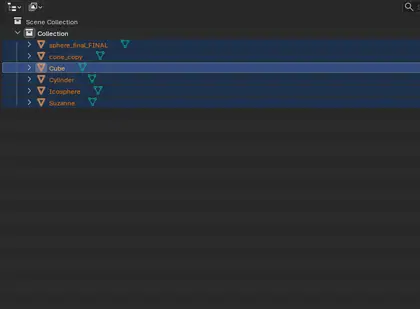 Scene Collection
Collection
sphere_final_FINAL
cone_copy
Cube
Cylinder
Icosphere
Suzanne